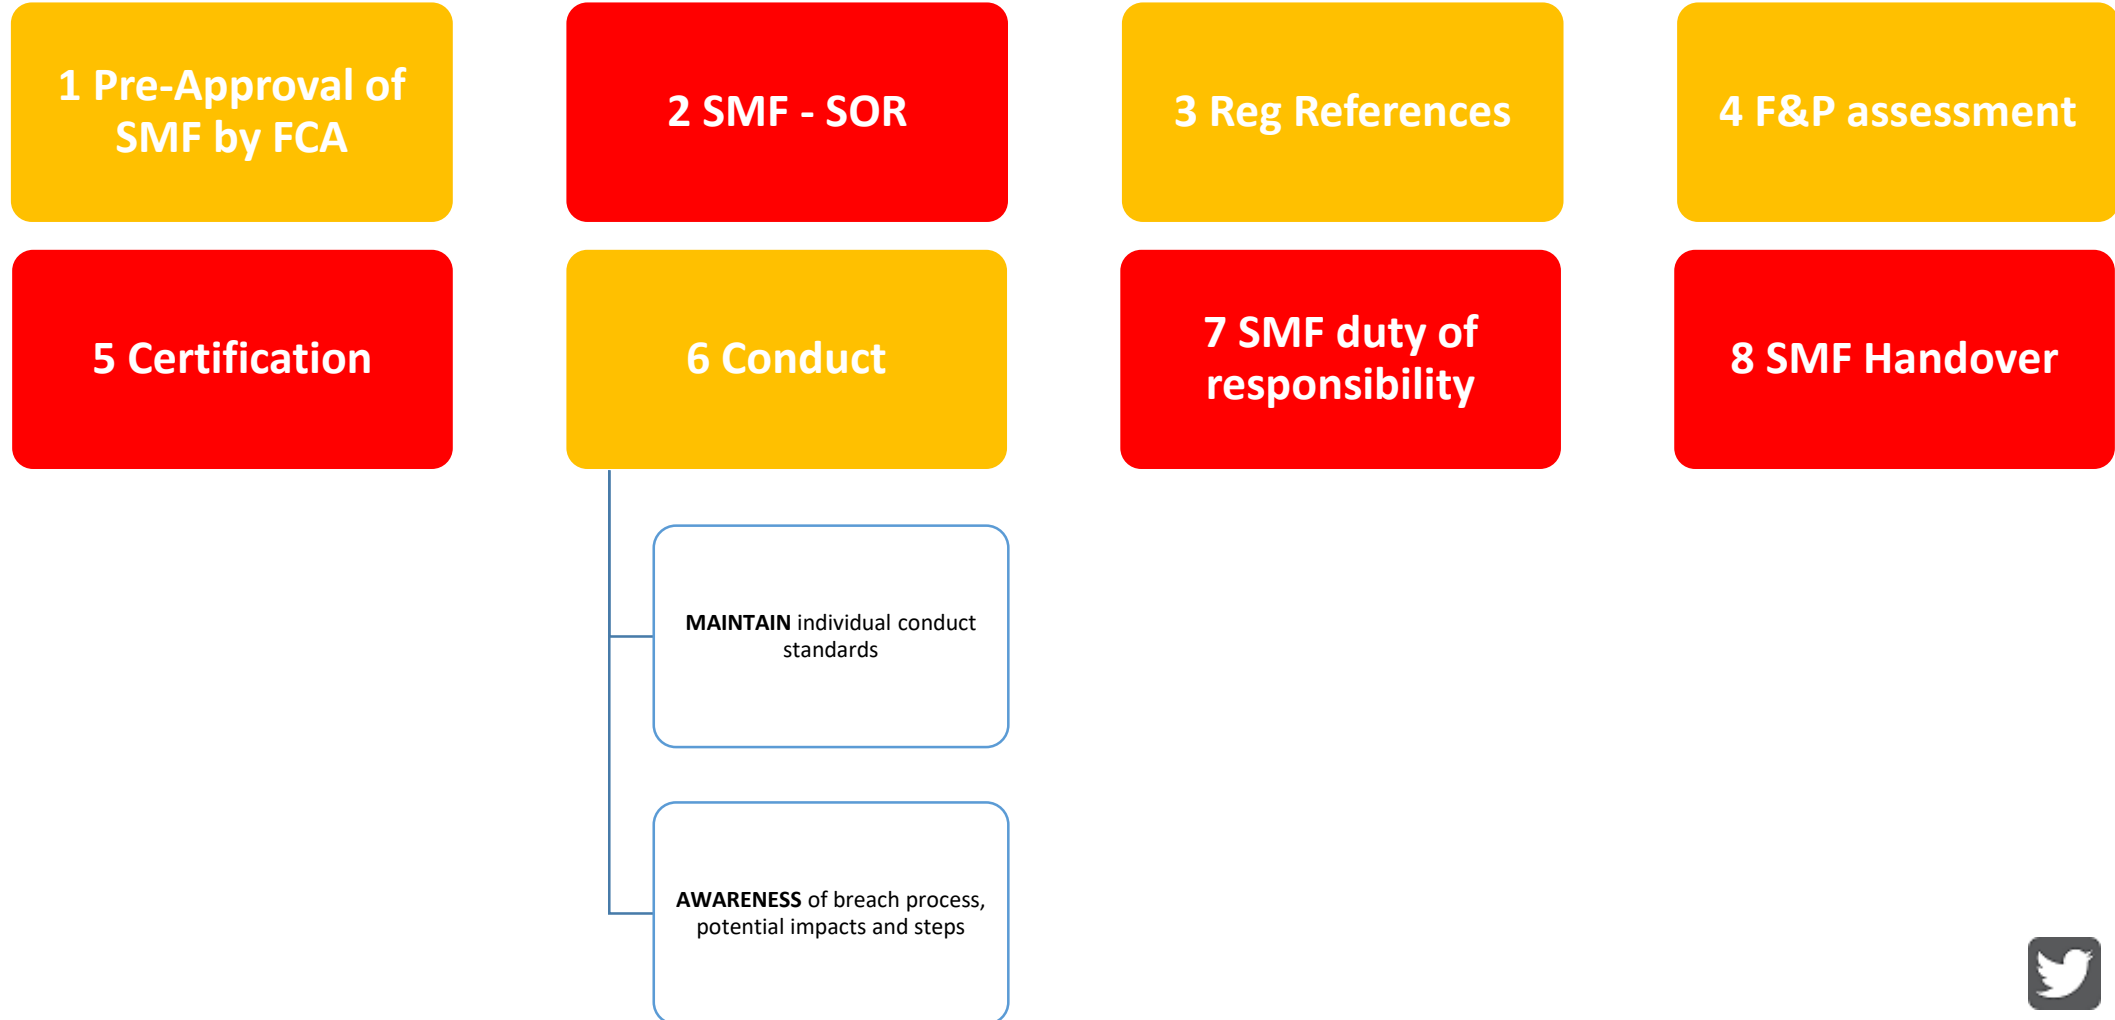 1 Pre-Approval of
SMF by FCA
2 SMF - SOR
3 Reg References
4 F&P assessment
5 Certification
6 Conduct
7 SMF duty of
responsibility
8 SMF Handover
MAINTAIN individual conduct
standards
AWARENESS of breach process,
potential impacts and steps